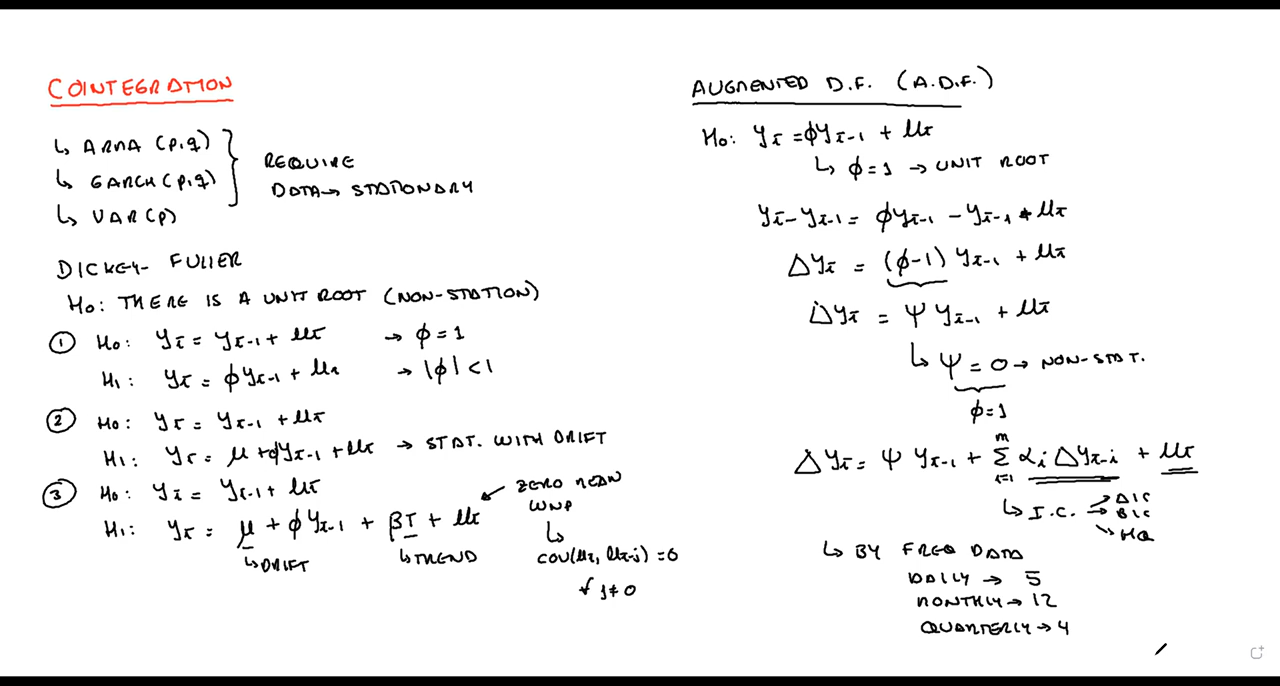 COINTEGRATION
↳ ARMA (p,q)
↳ GARCH (p,q)
↳ VAR (p)
REQUIRE
DATA → STATIONARY
DICKEY- FULLER
H₀: THERE IS A UNIT ROOT (NON-STATION)
① H₀: yₜ = yₜ₋₁ + uₜ → ϕ = 1
H₁: yₜ = ϕyₜ₋₁ + uₜ → |ϕ| < 1
② H₀: yₜ = yₜ₋₁ + uₜ
H₁: yₜ = μ + ϕyₜ₋₁ + uₜ → STAT. WITH DRIFT
③ H₀: yₜ = yₜ₋₁ + uₜ
H₁: yₜ = μ + ϕyₜ₋₁ + βT + uₜ
↳ DRIFT
↳ TREND
ZERO MEAN
WNP
↳
COV(uₜ, uₜ₋ⱼ) = 0
∀ j ≠ 0
AUGMENTED D.F. (A.D.F.)
H₀: yₜ = ϕyₜ₋₁ + uₜ
↳ ϕ = 1 → UNIT ROOT
yₜ - yₜ₋₁ = ϕyₜ₋₁ - yₜ₋₁ + uₜ
Δyₜ = (ϕ-1) yₜ₋₁ + uₜ
Δyₜ = ψ yₜ₋₁ + uₜ
↳ ψ = 0 → NON-STAT.
ϕ = 1
Δyₜ = ψ yₜ₋₁ + Σᵢ₌₁ᵐ αᵢ Δyₜ₋ᵢ + uₜ
↳ I.C. → AIC
→ BIC
→ HQ
↳ BY FREQ DATA
DAILY → 5
MONTHLY → 12
QUARTERLY → 4